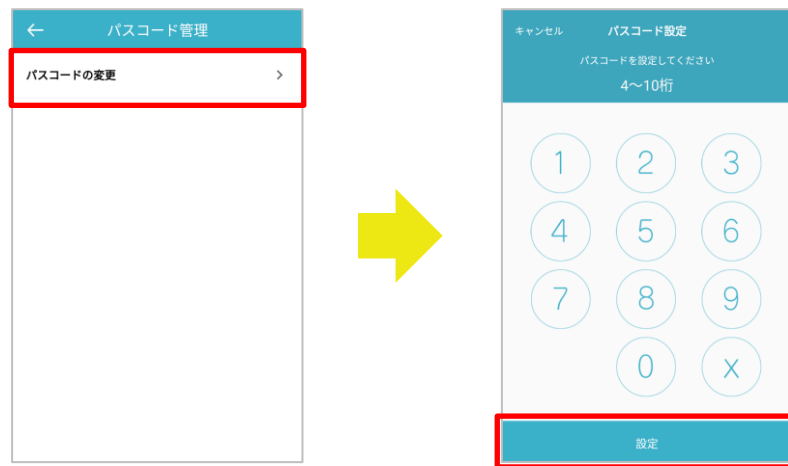 ← パスコード管理
パスコードの変更 >
キャンセル パスコード設定
パスコードを設定してください
4～10桁
1 2 3
4 5 6
7 8 9
0 X
設定